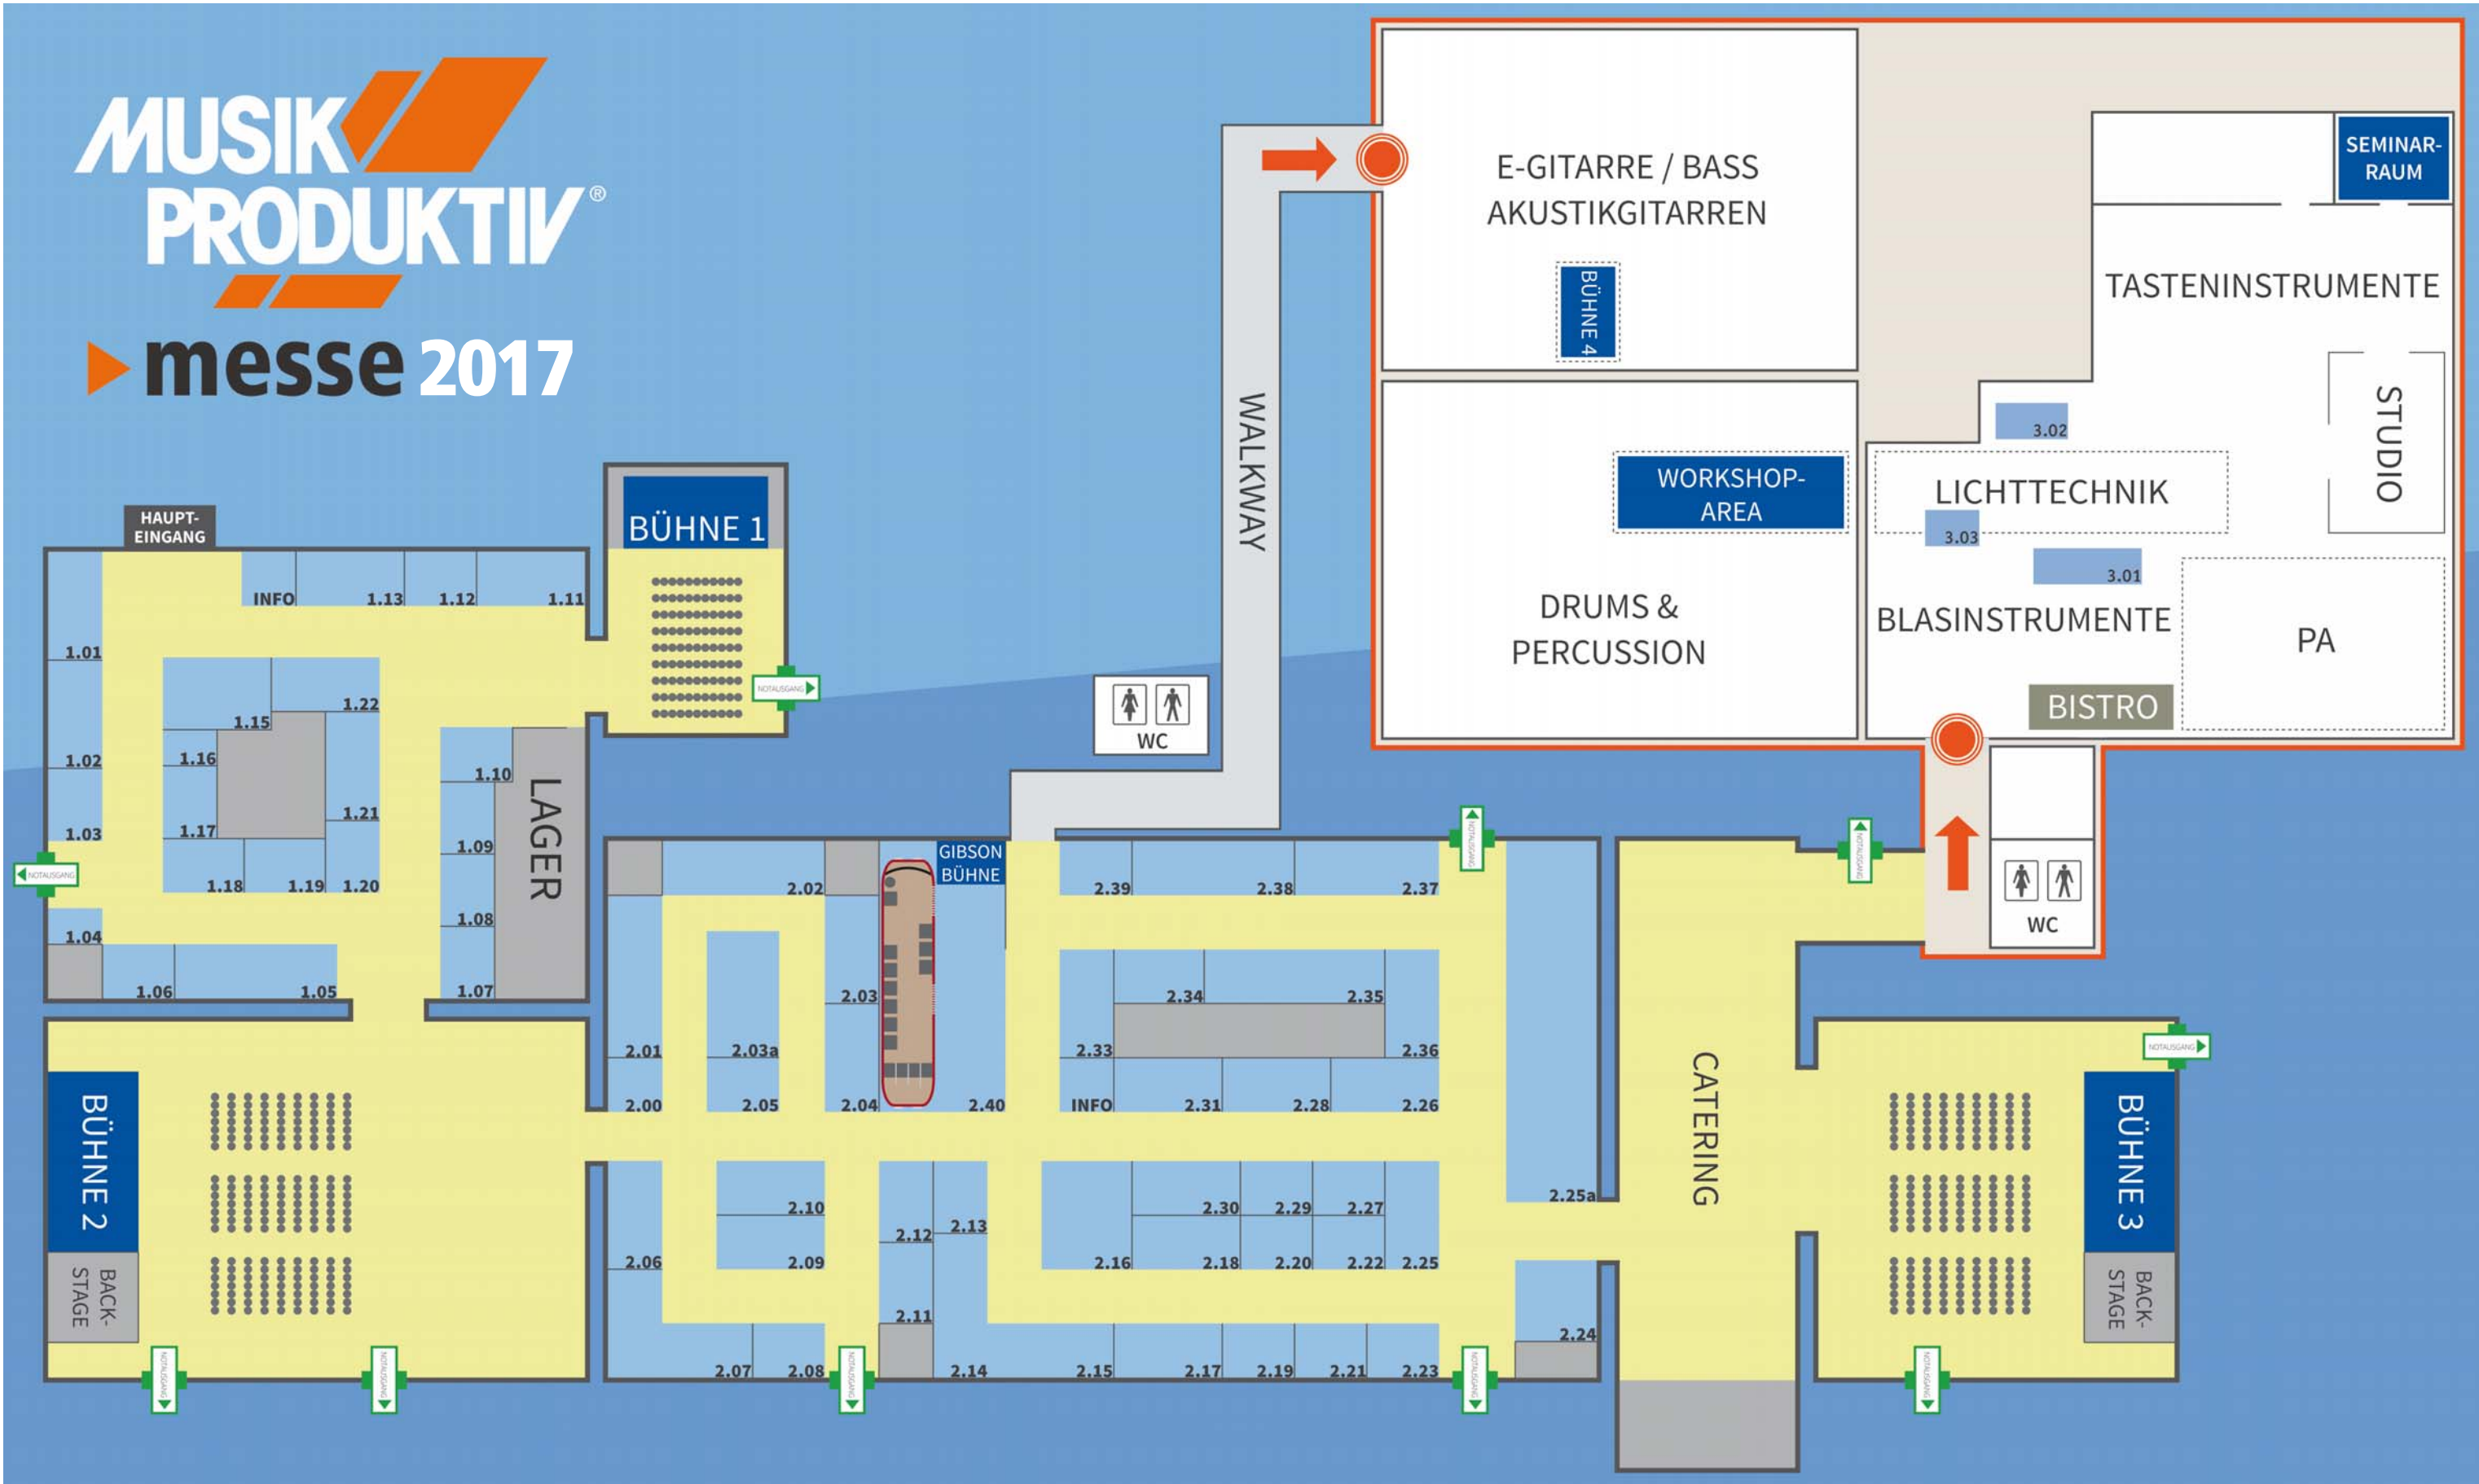 MUSIK
PRODUKTIV®
messe 2017
E-GITARRE / BASS
AKUSTIKGITARREN
BÜHNE 4
SEMINAR-
RAUM
TASTENINSTRUMENTE
STUDIO
3.02
WORKSHOP-
AREA
LICHTTECHNIK
3.03
3.01
DRUMS &
PERCUSSION
BLASINSTRUMENTE
PA
BISTRO
WALKWAY
WC
WC
HAUPT-
EINGANG
BÜHNE 1
INFO
1.13
1.12
1.11
1.01
1.22
1.15
NOTAUSGANG
1.02
1.16
1.10
LAGER
1.03
1.17
1.21
1.09
NOTAUSGANG
1.18
1.19
1.20
1.08
1.04
1.06
1.05
1.07
BÜHNE 2
BACK-
STAGE
NOTAUSGANG
NOTAUSGANG
GIBSON
BÜHNE
2.02
2.39
2.38
2.37
NOTAUSGANG
2.03
2.34
2.35
2.01
2.03a
2.33
2.36
2.00
2.05
2.04
2.40
INFO
2.31
2.28
2.26
2.25a
2.10
2.12
2.13
2.30
2.29
2.27
2.06
2.09
2.16
2.18
2.20
2.22
2.25
2.11
2.24
2.07
2.08
2.14
2.15
2.17
2.19
2.21
2.23
NOTAUSGANG
NOTAUSGANG
CATERING
NOTAUSGANG
NOTAUSGANG
BÜHNE 3
BACK-
STAGE
NOTAUSGANG